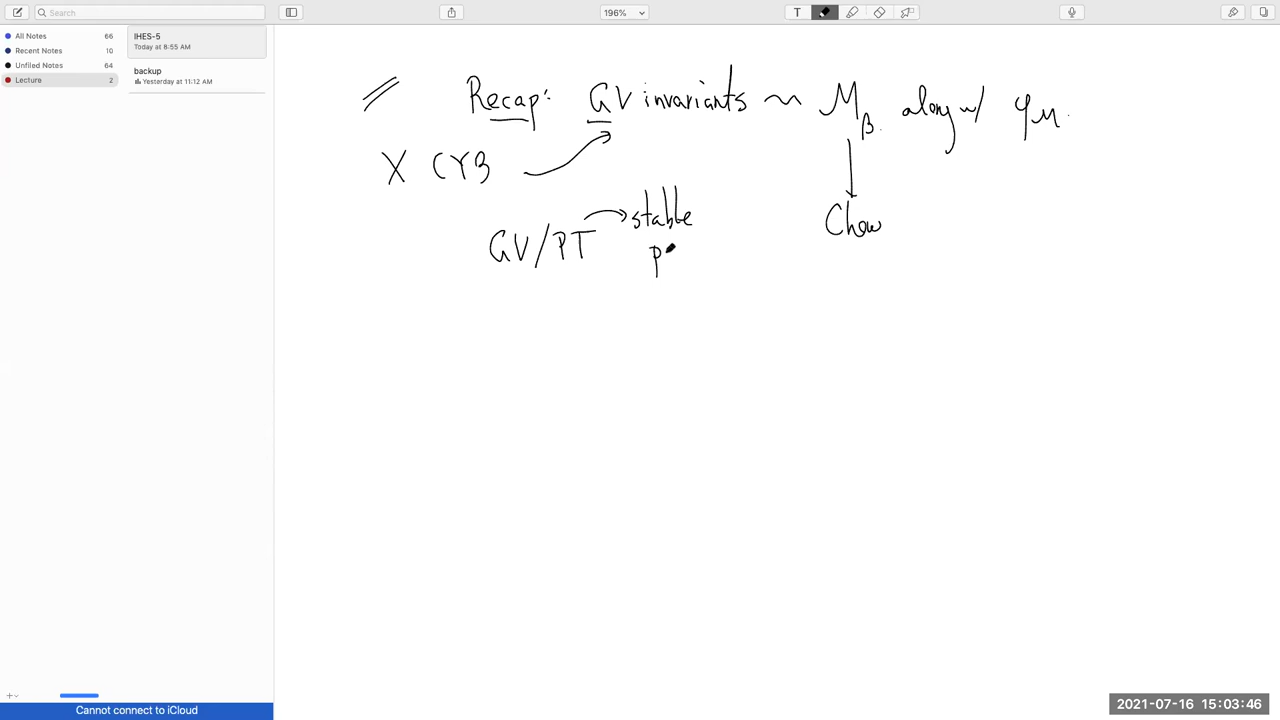 Search
196%
T
All Notes 66
Recent Notes 10
Unfiled Notes 64
Lecture 2
IHES-5
Today at 8:55 AM
backup
Yesterday at 11:12 AM
Recap: GV invariants ~ M_β along w/ φ_M.
X CY3
GV/PT → stable
p
Chow
Cannot connect to iCloud
2021-07-16 15:03:46